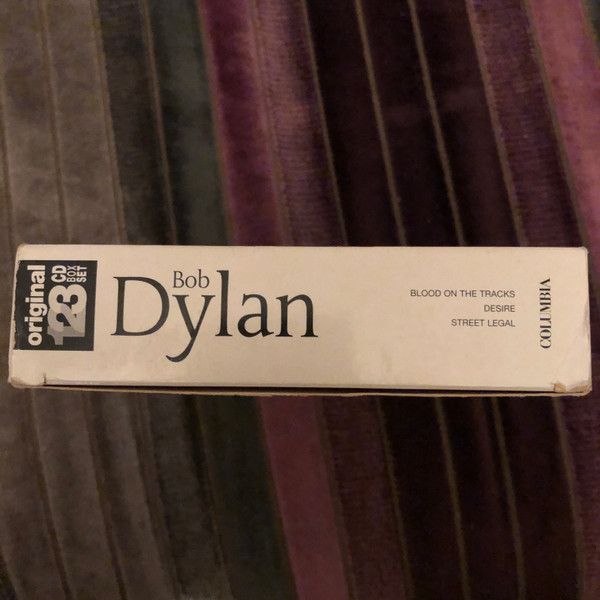 original
123 CD
BOX
SET
Bob
Dylan
BLOOD ON THE TRACKS
DESIRE
STREET LEGAL
COLUMBIA